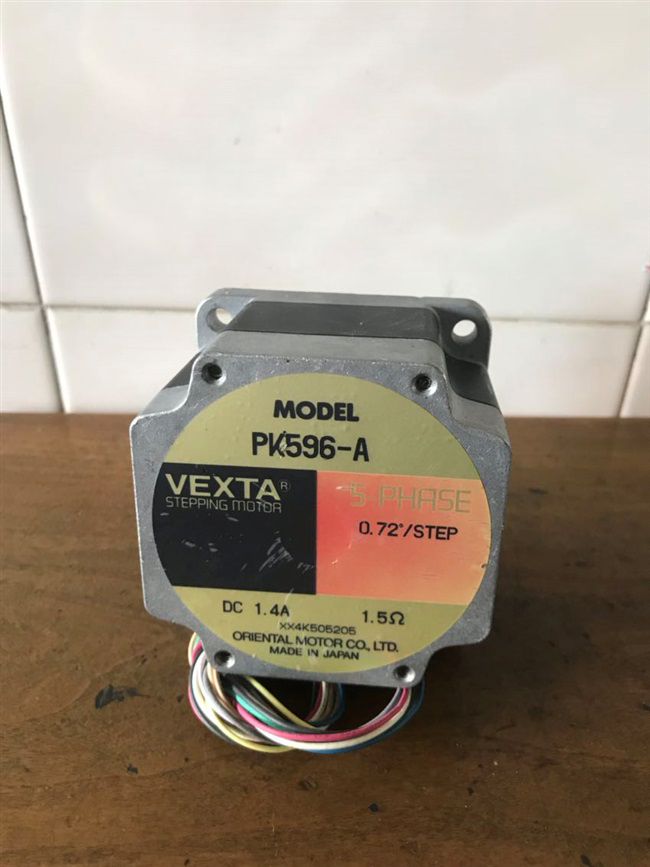 MODEL
PK596-A
VEXTA®
STEPPING MOTOR
5-PHASE
0.72°/STEP
DC 1.4A 1.5Ω
XX4K505205
ORIENTAL MOTOR CO., LTD.
MADE IN JAPAN